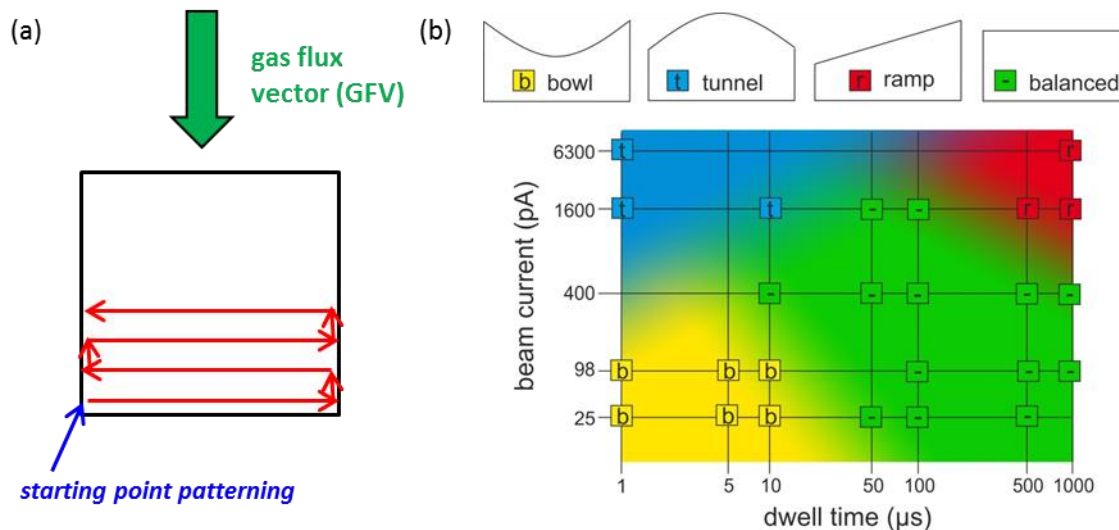 (a)
gas flux
vector (GFV)
starting point patterning
(b)
b bowl
t tunnel
r ramp
- balanced
beam current (pA)
6300 t r
1600 t t - - r r
400 - - - - -
98 b b b - - -
25 b b b - - -
1 5 10 50 100 500 1000
dwell time (µs)